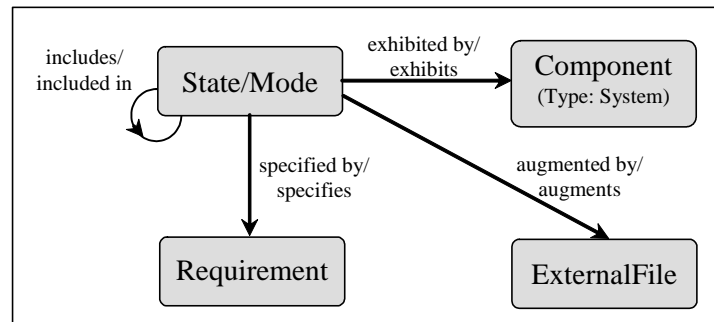 includes/
included in
State/Mode
exhibited by/
exhibits
Component
(Type: System)
specified by/
specifies
augmented by/
augments
Requirement
ExternalFile